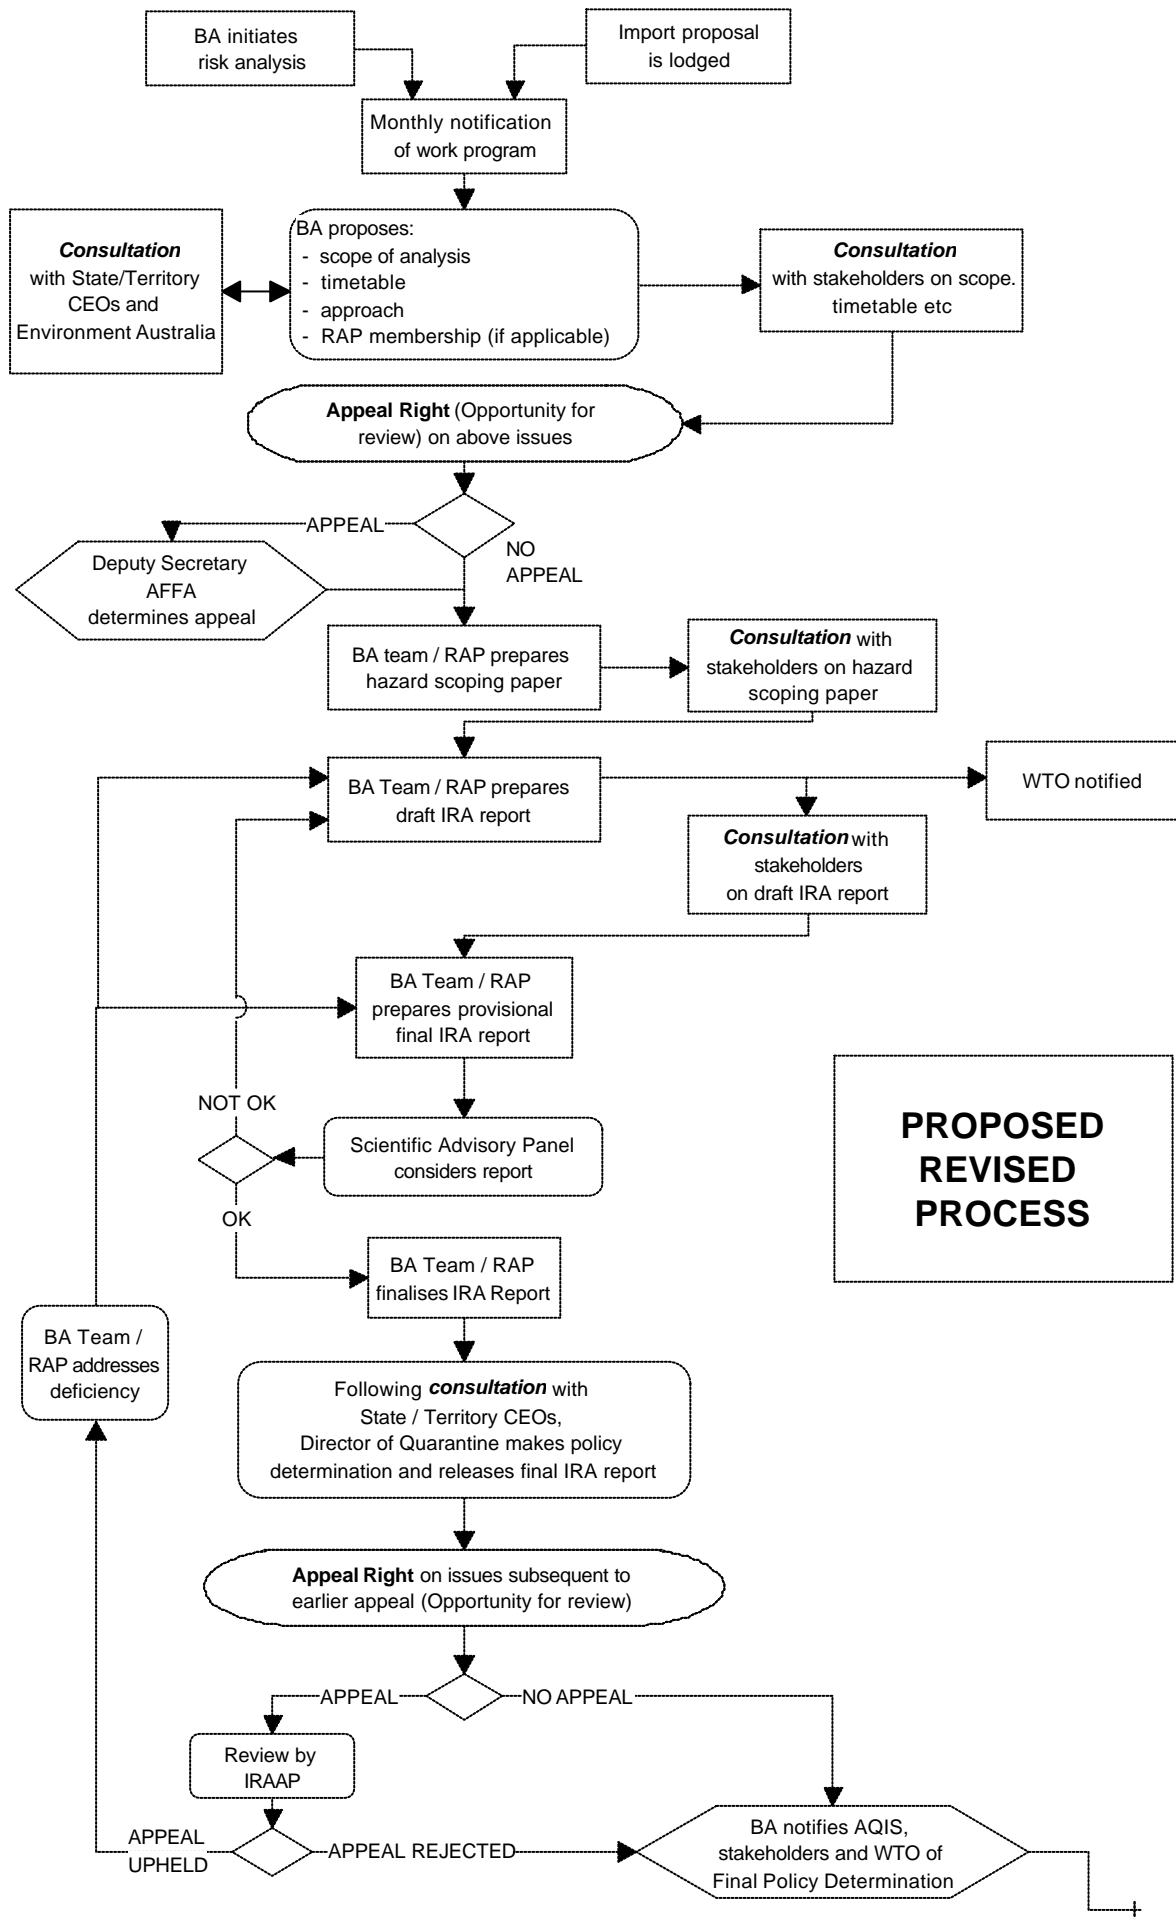 BA initiates
risk analysis
Import proposal
is lodged
Monthly notification
of work program
Consultation
with State/Territory
CEOs and
Environment Australia
BA proposes:
- scope of analysis
- timetable
- approach
- RAP membership (if applicable)
Consultation
with stakeholders on scope.
timetable etc
Appeal Right (Opportunity for
review) on above issues
APPEAL
NO
APPEAL
Deputy Secretary
AFFA
determines appeal
BA team / RAP prepares
hazard scoping paper
Consultation with
stakeholders on hazard
scoping paper
BA Team / RAP prepares
draft IRA report
WTO notified
Consultation with
stakeholders
on draft IRA report
BA Team / RAP
prepares provisional
final IRA report
NOT OK
Scientific Advisory Panel
considers report
PROPOSED
REVISED
PROCESS
OK
BA Team / RAP
finalises IRA Report
BA Team /
RAP addresses
deficiency
Following consultation with
State / Territory CEOs,
Director of Quarantine makes policy
determination and releases final IRA report
Appeal Right on issues subsequent to
earlier appeal (Opportunity for review)
APPEAL
NO APPEAL
Review by
IRAAP
APPEAL
UPHELD
APPEAL REJECTED
BA notifies AQIS,
stakeholders and WTO of
Final Policy Determination